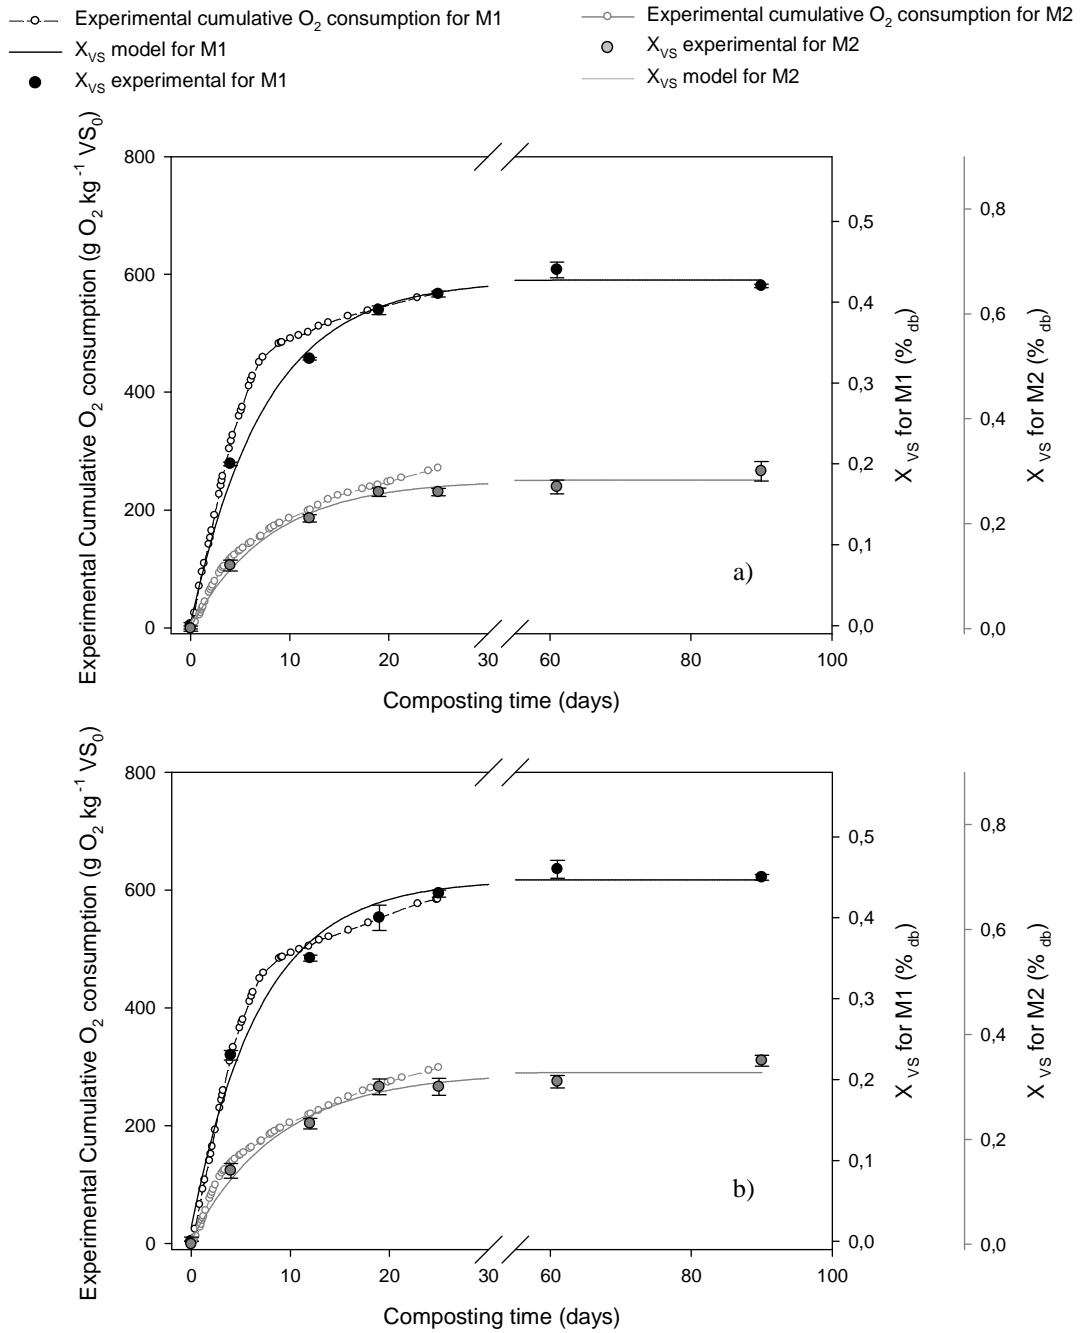 Experimental cumulative O2 consumption for M1
XVS model for M1
XVS experimental for M1
Experimental cumulative O2 consumption for M2
XVS experimental for M2
XVS model for M2
Experimental Cumulative O2 consumption (g O2 kg-1 VS0)
800
600
400
200
0
0
10
20
30
60
80
100
Composting time (days)
0,5
0,4
0,3
0,2
0,1
0,0
XVS for M1 (%db)
0,8
0,6
0,4
0,2
0,0
XVS for M2 (%db)
a)
Experimental Cumulative O2 consumption (g O2 kg-1 VS0)
800
600
400
200
0
0
10
20
30
60
80
100
Composting time (days)
0,5
0,4
0,3
0,2
0,1
0,0
XVS for M1 (%db)
0,8
0,6
0,4
0,2
0,0
XVS for M2 (%db)
b)